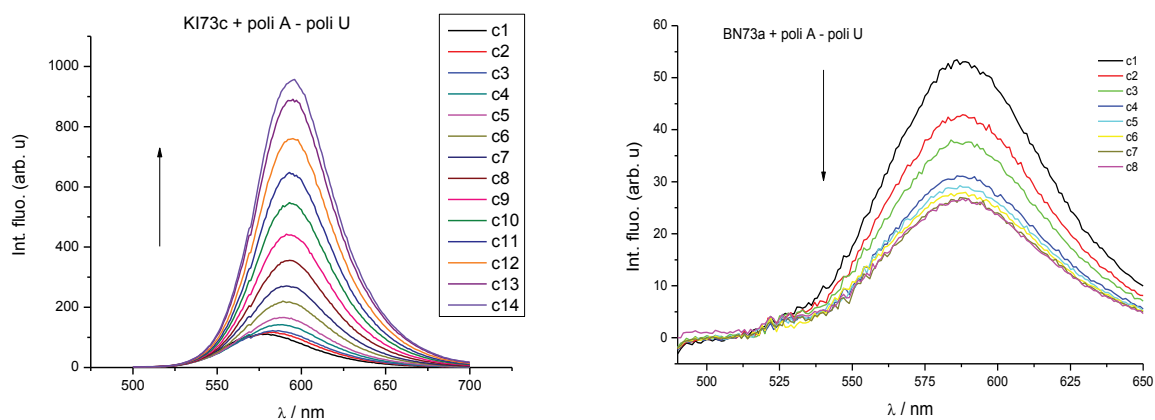 KI73c + poli A - poli U
Int. fluo. (arb. u)
1000
800
600
400
200
0
500
550
600
650
700
λ / nm
c1
c2
c3
c4
c5
c6
c7
c8
c9
c10
c11
c12
c13
c14
BN73a + poli A - poli U
Int. fluo. (arb. u)
60
50
40
30
20
10
0
500
525
550
575
600
625
650
λ / nm
c1
c2
c3
c4
c5
c6
c7
c8